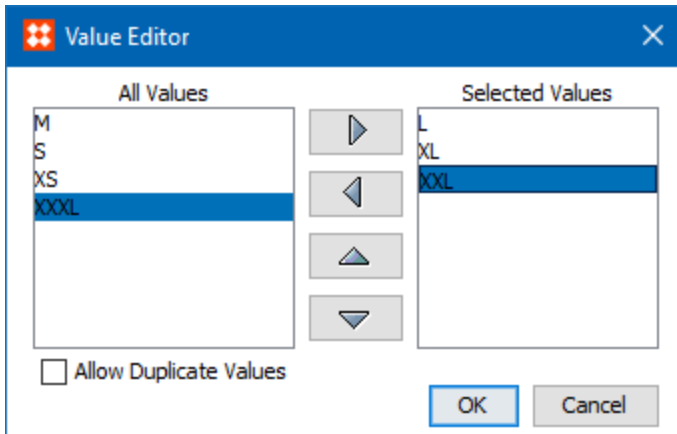 Value Editor
All Values
Selected Values
M
S
XS
XXXL
L
XL
XXL
Allow Duplicate Values
OK
Cancel